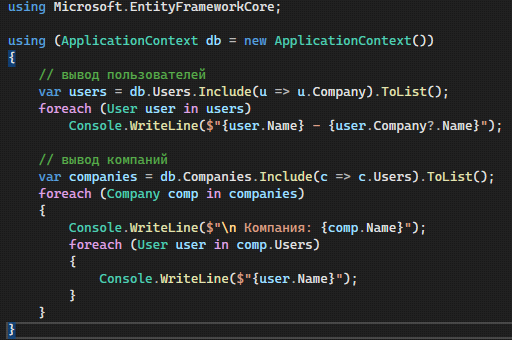 using Microsoft.EntityFrameworkCore;
using (ApplicationContext db = new ApplicationContext())
{
// вывод пользователей
var users = db.Users.Include(u => u.Company).ToList();
foreach (User user in users)
Console.WriteLine($"{user.Name} - {user.Company?.Name}");
// вывод компаний
var companies = db.Companies.Include(c => c.Users).ToList();
foreach (Company comp in companies)
{
Console.WriteLine($"\n Компания: {comp.Name}");
foreach (User user in comp.Users)
{
Console.WriteLine($"{user.Name}");
}
}
}